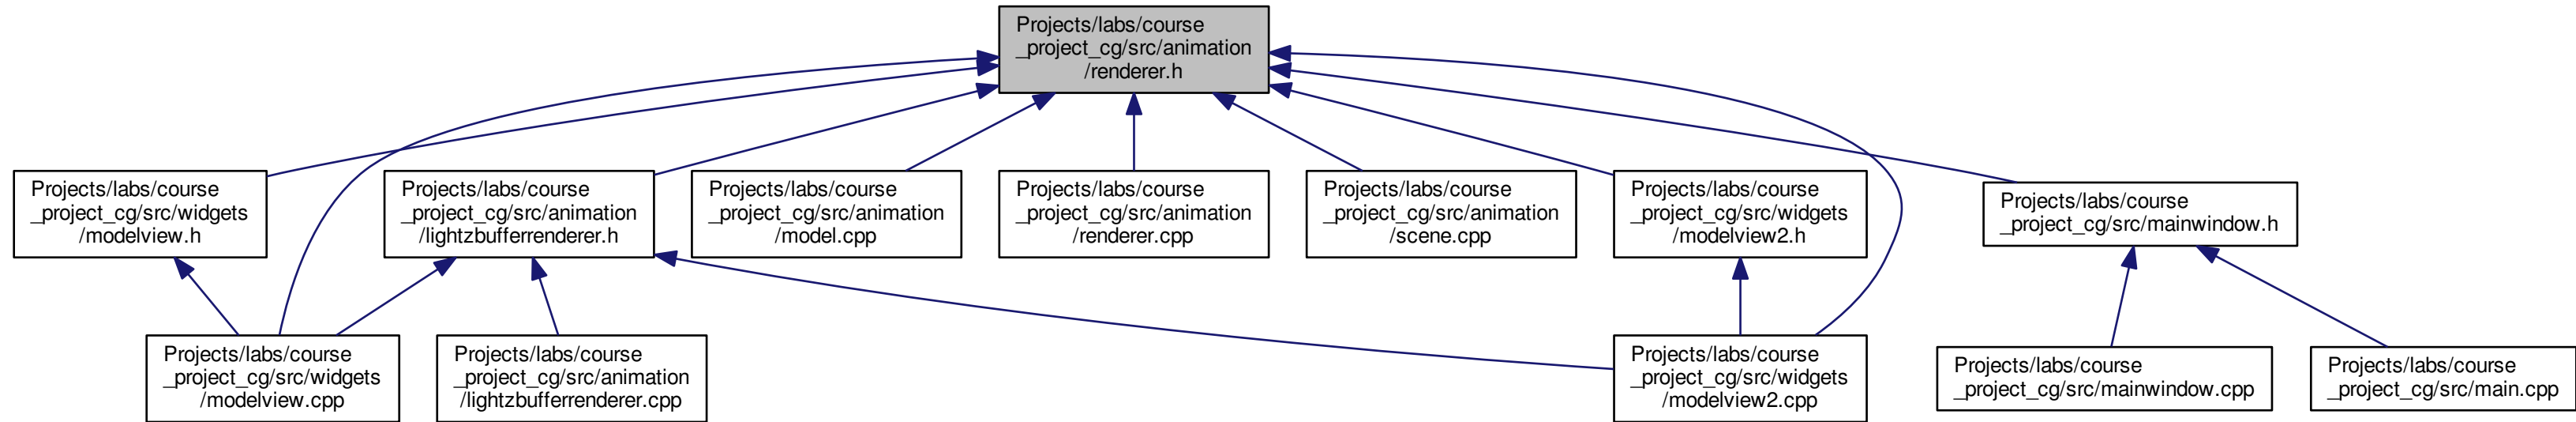 Projects/labs/course
_project_cg/src/animation
/renderer.h
Projects/labs/course
_project_cg/src/widgets
/modelview.h
Projects/labs/course
_project_cg/src/animation
/lightzbufferrenderer.h
Projects/labs/course
_project_cg/src/animation
/model.cpp
Projects/labs/course
_project_cg/src/animation
/renderer.cpp
Projects/labs/course
_project_cg/src/animation
/scene.cpp
Projects/labs/course
_project_cg/src/widgets
/modelview2.h
Projects/labs/course
_project_cg/src/mainwindow.h
Projects/labs/course
_project_cg/src/widgets
/modelview.cpp
Projects/labs/course
_project_cg/src/animation
/lightzbufferrenderer.cpp
Projects/labs/course
_project_cg/src/widgets
/modelview2.cpp
Projects/labs/course
_project_cg/src/mainwindow.cpp
Projects/labs/course
_project_cg/src/main.cpp